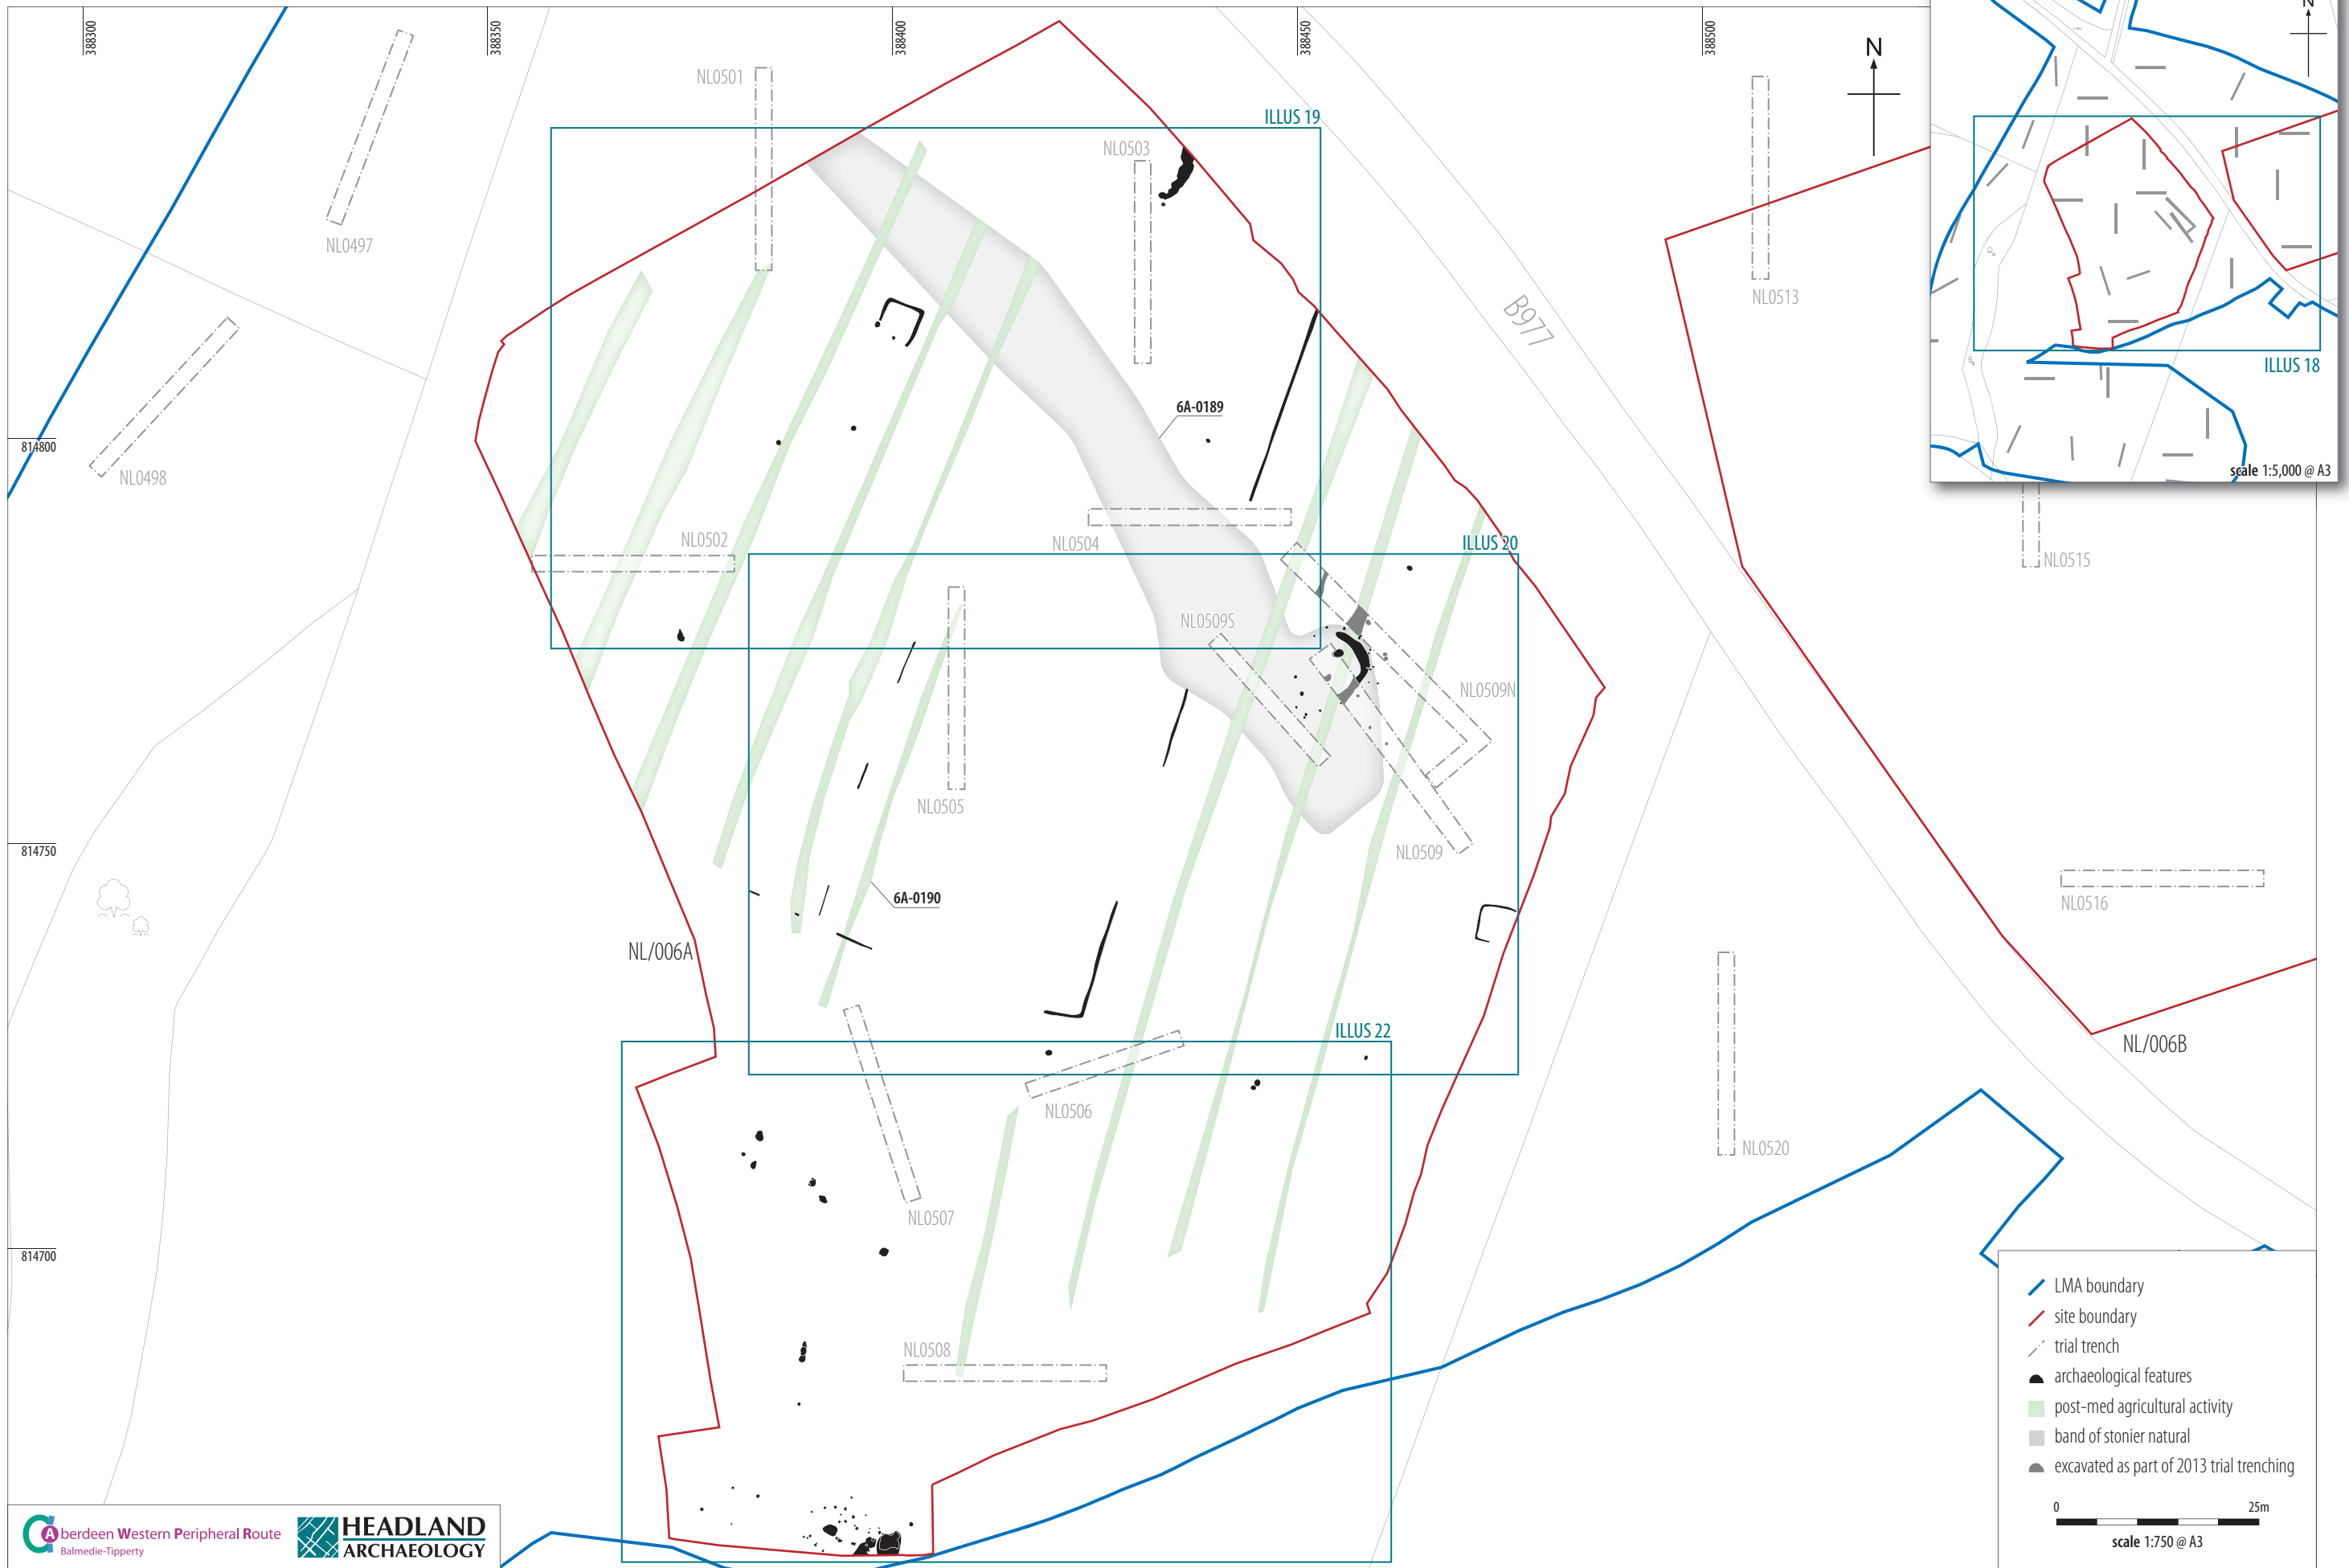 388300
388350
388400
388450
388500
N
N
NL0501
ILLUS 19
NL0503
NL0497
NL0513
B977
ILLUS 18
6A-0189
814800
NL0498
scale 1:5,000 @ A3
NL0502
NL0504
ILLUS 20
NL0515
NL0509S
NL0509N
NL0505
814750
NL0509
6A-0190
NL0516
NL/006A
ILLUS 22
NL/006B
NL0506
NL0520
NL0507
814700
NL0508
LMA boundary
site boundary
trial trench
archaeological features
post-med agricultural activity
band of stonier natural
excavated as part of 2013 trial trenching
0 25m
scale 1:750 @ A3
Aberdeen Western Peripheral Route
Balmedie-Tipperty
HEADLAND
ARCHAEOLOGY